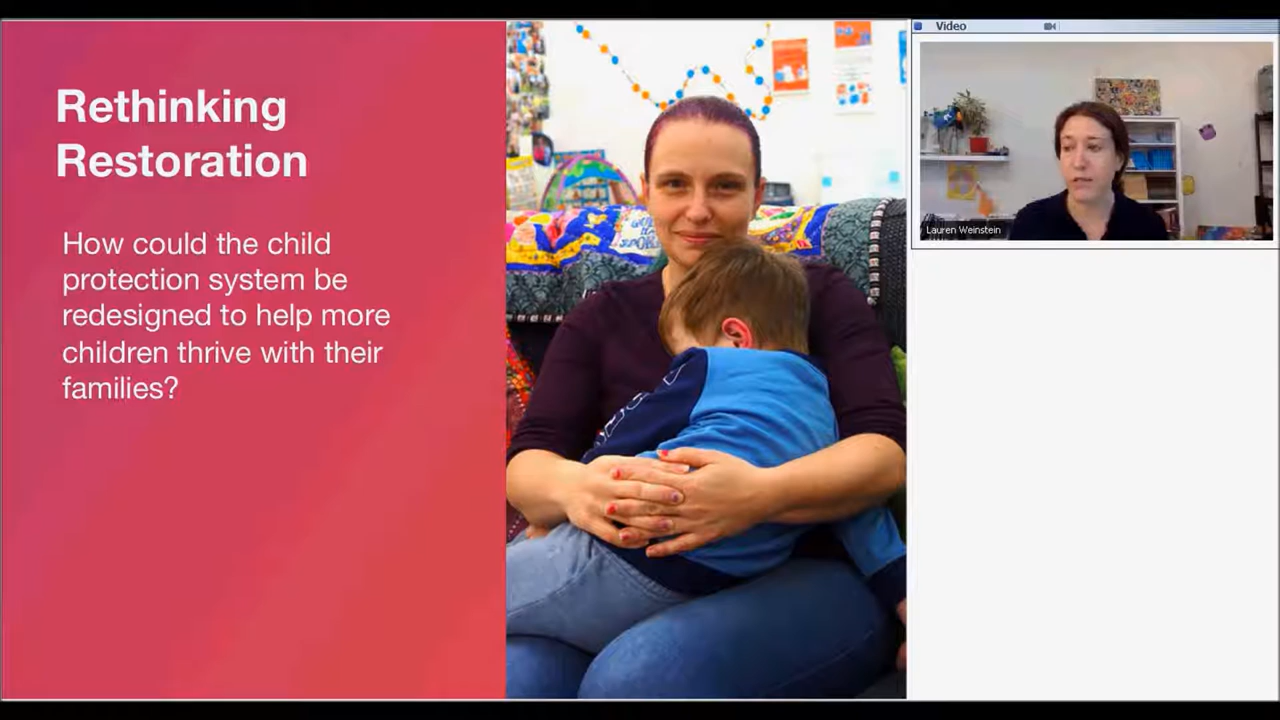 Rethinking
Restoration
How could the child
protection system be
redesigned to help more
children thrive with their
families?
Video
Lauren Weinstein